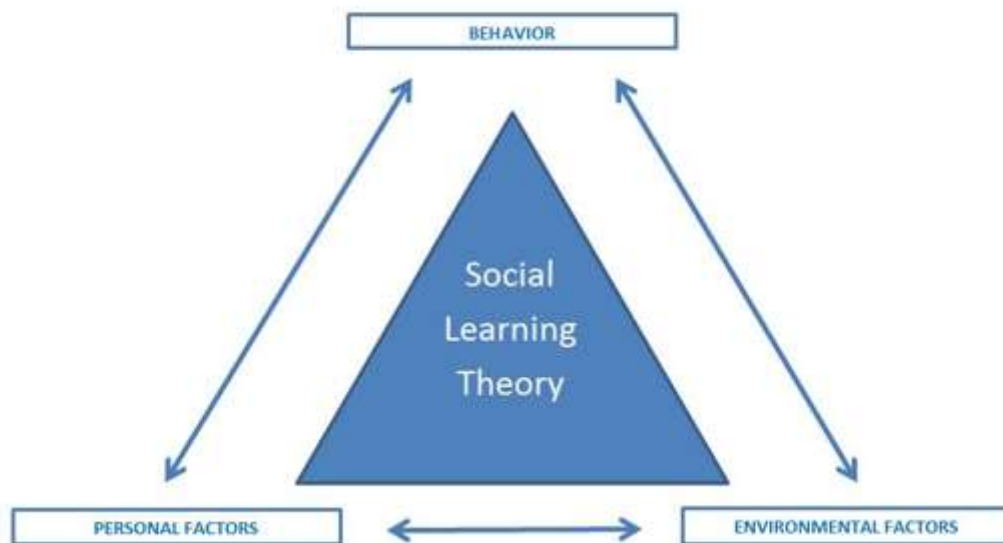 BEHAVIOR
Social
Learning
Theory
PERSONAL FACTORS
ENVIRONMENTAL FACTORS